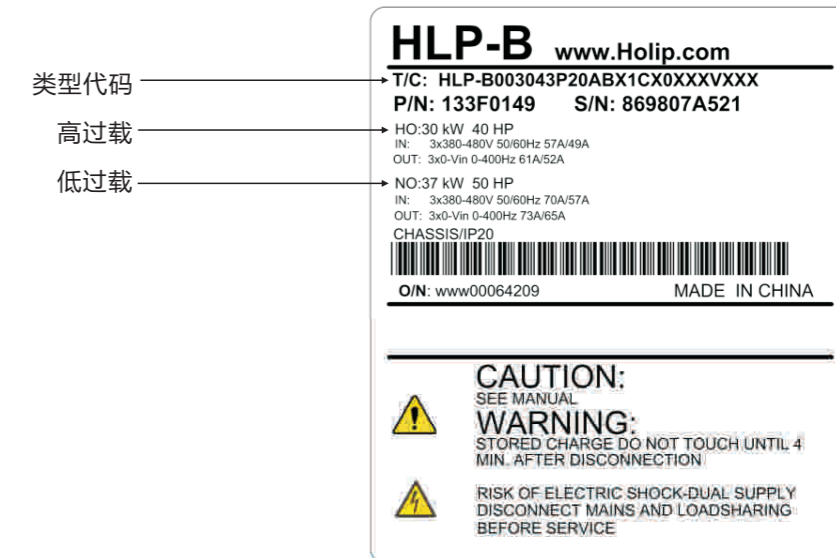 HLP-B www.Holip.com
类型代码
T/C: HLP-B003043P20ABX1CX0XXXVXXX
P/N: 133F0149 S/N: 869807A521
高过载
HO:30 kW 40 HP
IN: 3x380-480V 50/60Hz 57A/49A
OUT: 3x0-Vin 0-400Hz 61A/52A
低过载
NO:37 kW 50 HP
IN: 3x380-480V 50/60Hz 70A/57A
OUT: 3x0-Vin 0-400Hz 73A/65A
CHASSIS/IP20
O/N: www00064209 MADE IN CHINA
CAUTION:
SEE MANUAL
WARNING:
STORED CHARGE DO NOT TOUCH UNTIL 4
MIN. AFTER DISCONNECTION
RISK OF ELECTRIC SHOCK-DUAL SUPPLY
DISCONNECT MAINS AND LOADSHARING
BEFORE SERVICE